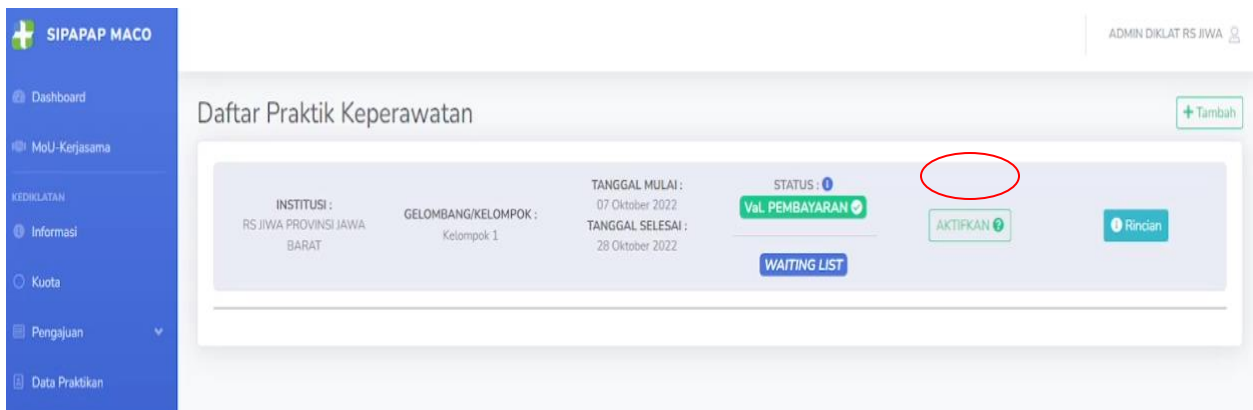 SIPAPAP MACO
ADMIN DIKLAT RS JIWA
Dashboard
MoU-Kerjasama
KEDIKLATAN
Informasi
Kuota
Pengajuan
Data Praktikan
Daftar Praktik Keperawatan
+ Tambah
INSTITUSI :
RS JIWA PROVINSI JAWA
BARAT
GELOMBANG/KELOMPOK :
Kelompok 1
TANGGAL MULAI :
07 Oktober 2022
TANGGAL SELESAI :
28 Oktober 2022
STATUS :
Val. PEMBAYARAN
WAITING LIST
AKTIFKAN
Rincian